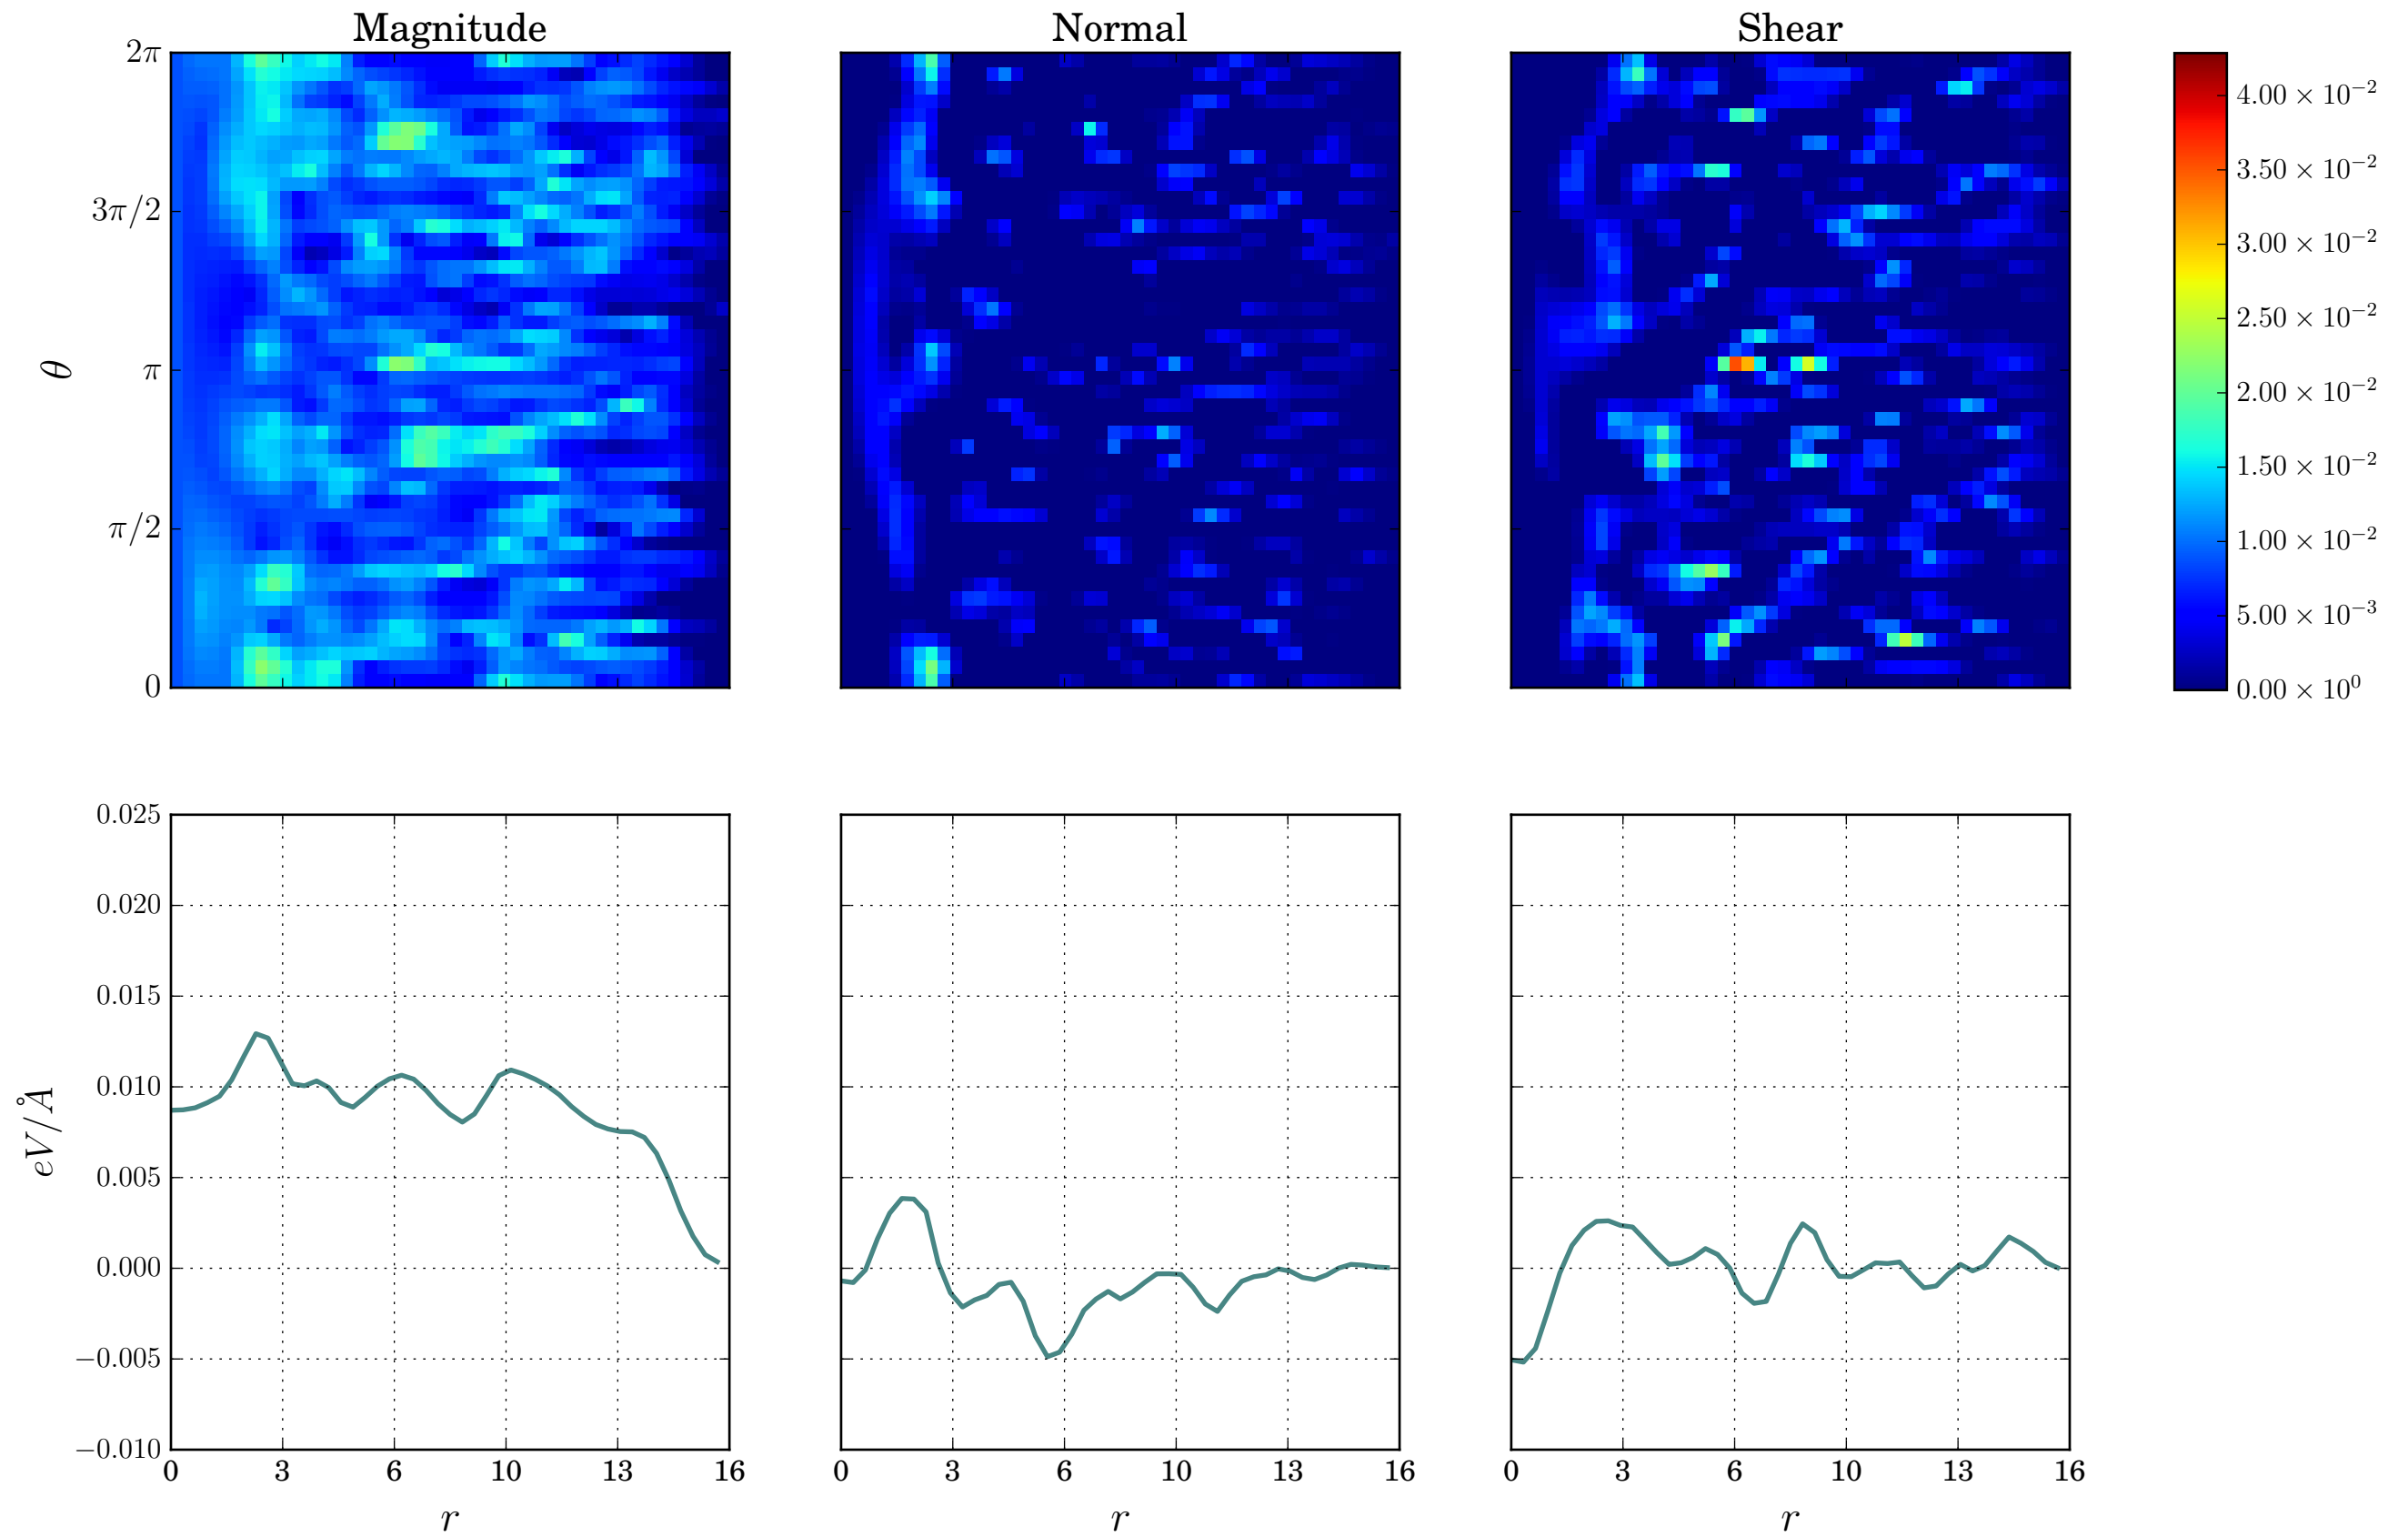 Magnitude Normal Shear
2π
3π/2
π
π/2
0
θ
4.00 × 10⁻²
3.50 × 10⁻²
3.00 × 10⁻²
2.50 × 10⁻²
2.00 × 10⁻²
1.50 × 10⁻²
1.00 × 10⁻²
5.00 × 10⁻³
0.00 × 10⁰
0.025
0.020
0.015
0.010
0.005
0.000
−0.005
−0.010
eV/Å
0 3 6 10 13 16
0 3 6 10 13 16
0 3 6 10 13 16
r r r